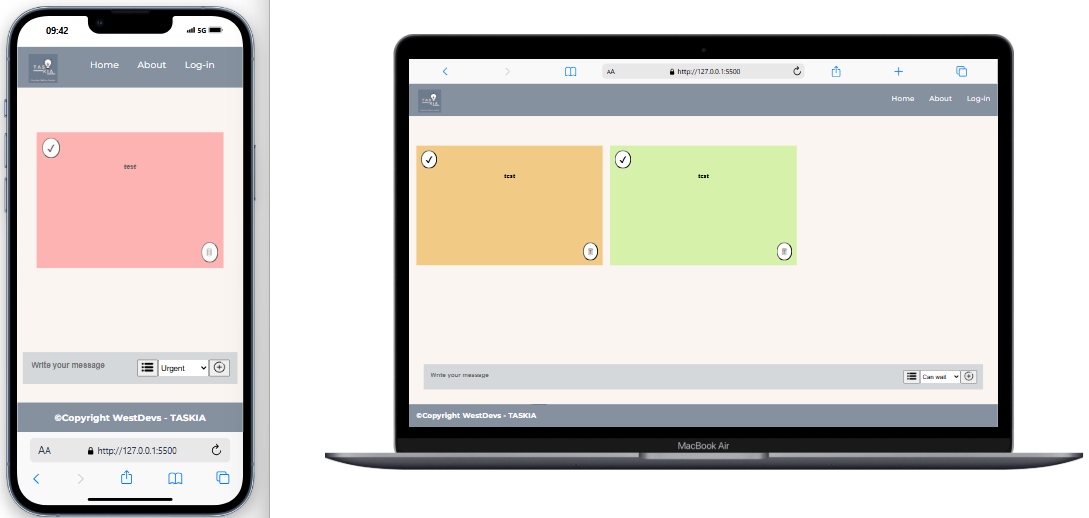 09:42
5G
TASKIA
Home About Log-in
test
Write your message
Urgent
©Copyright WestDevs - TASKIA
AA http://127.0.0.1:5500
AA http://127.0.0.1:5500
Home About Log-in
test test
Write your message
Can wait
©Copyright WestDevs - TASKIA
MacBook Air